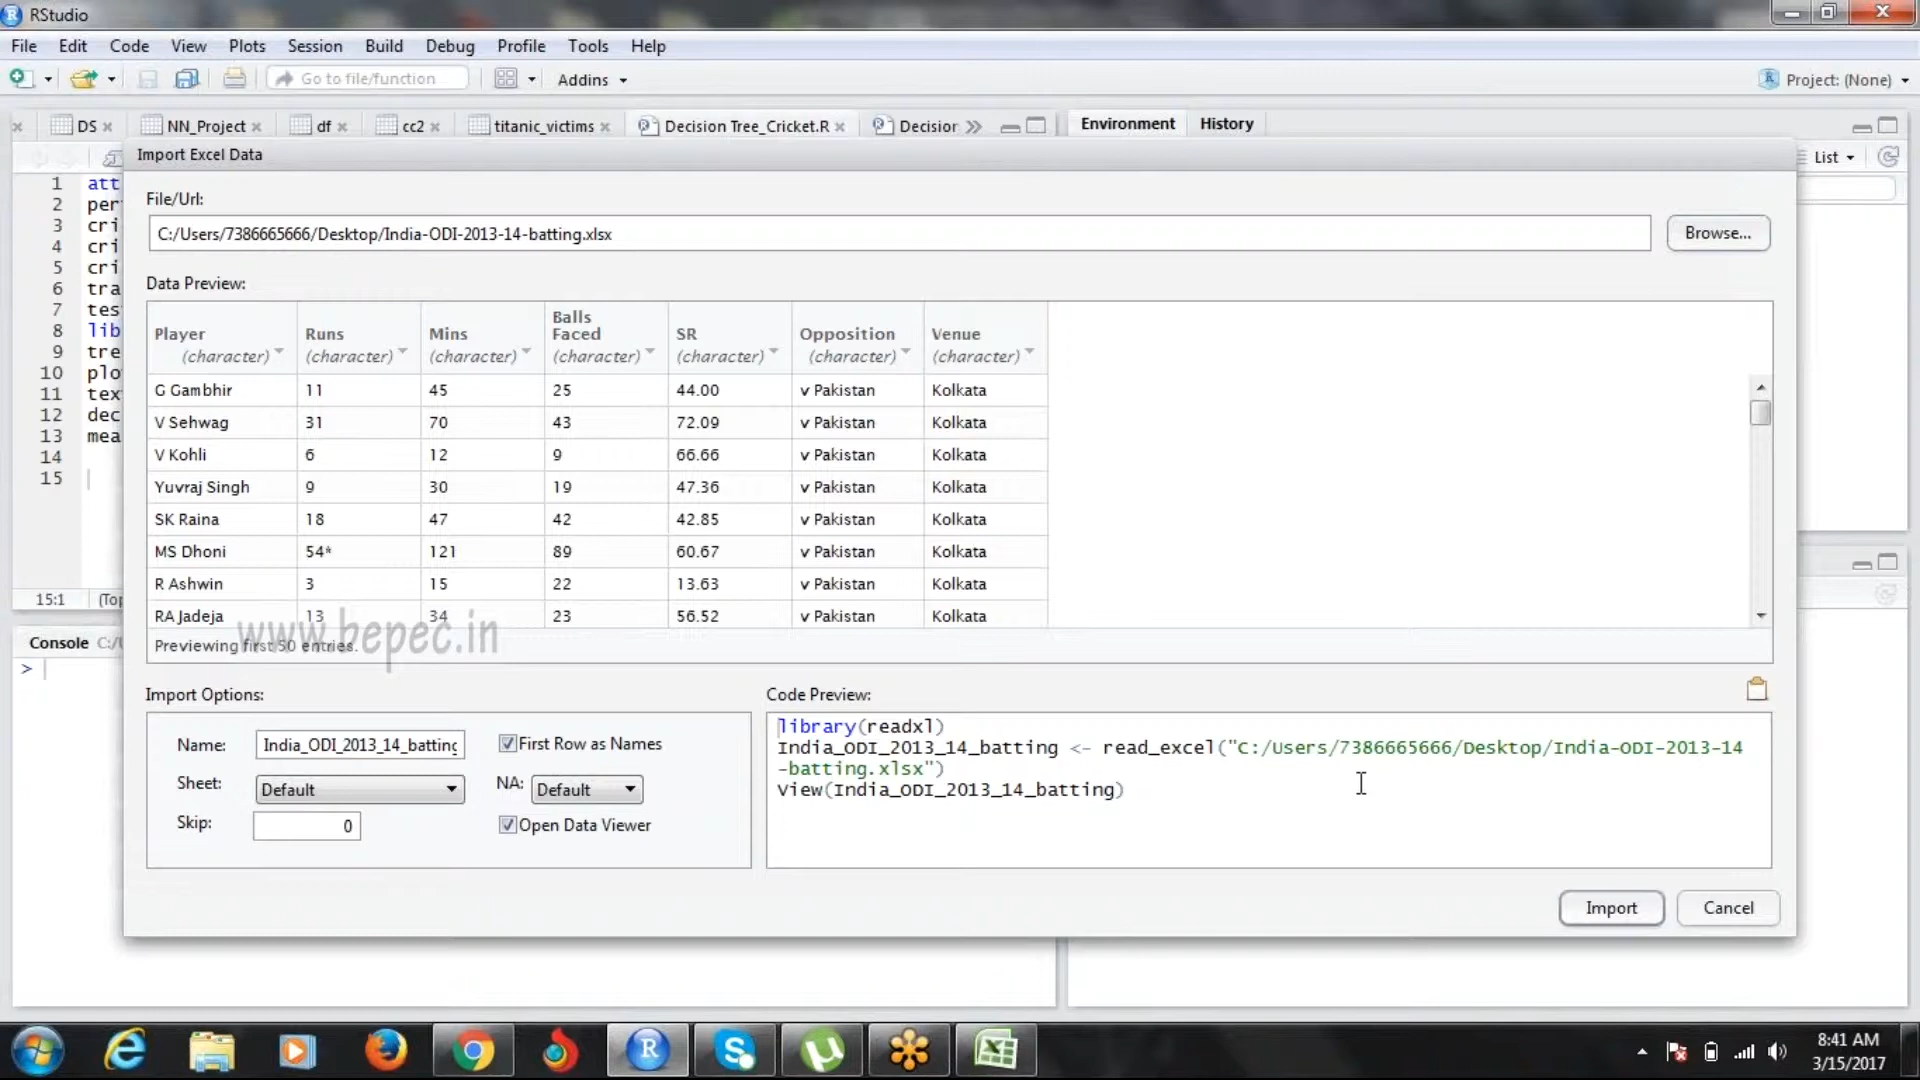 RStudio
File Edit Code View Plots Session Build Debug Profile Tools Help
Go to file/function Addins Project: (None)
DS NN_Project df cc2 titanic_victims Decision Tree_Cricket.R Decision Environment History
Import Excel Data
List
File/Url:
C:/Users/7386665666/Desktop/India-ODI-2013-14-batting.xlsx
Browse...
Data Preview:
Player (character) Runs (character) Mins (character) Balls Faced (character) SR (character) Opposition (character) Venue (character)
G Gambhir 11 45 25 44.00 v Pakistan Kolkata
V Sehwag 31 70 43 72.09 v Pakistan Kolkata
V Kohli 6 12 9 66.66 v Pakistan Kolkata
Yuvraj Singh 9 30 19 47.36 v Pakistan Kolkata
SK Raina 18 47 42 42.85 v Pakistan Kolkata
MS Dhoni 54* 121 89 60.67 v Pakistan Kolkata
R Ashwin 3 15 22 13.63 v Pakistan Kolkata
RA Jadeja 13 34 23 56.52 v Pakistan Kolkata
Previewing first 50 entries.
www.bepec.in
1 att
2 per
3 cri
4 cri
5 cri
6 tra
7 tes
8 lib
9 tre
10 plo
11 tex
12 dec
13 mea
14
15
15:1 (Top
Console C:/U
>
Import Options:
Name: India_ODI_2013_14_batting
First Row as Names
Sheet: Default
NA: Default
Skip: 0
Open Data Viewer
Code Preview:
library(readxl)
India_ODI_2013_14_batting <- read_excel("C:/Users/7386665666/Desktop/India-ODI-2013-14
-batting.xlsx")
View(India_ODI_2013_14_batting)
Import Cancel
8:41 AM
3/15/2017